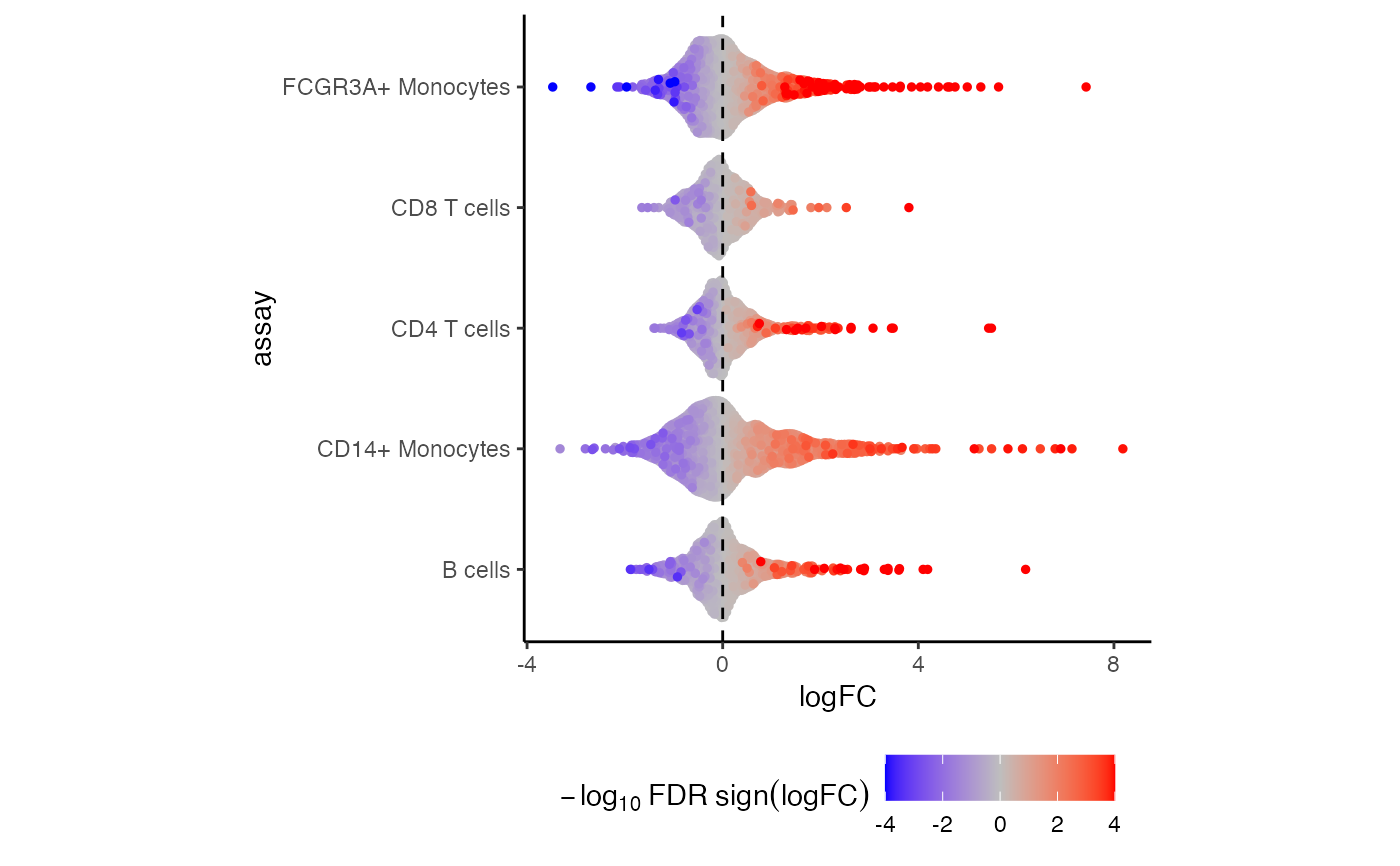 FCGR3A+ Monocytes
CD8 T cells
CD4 T cells
CD14+ Monocytes
B cells
assay
-4 0 4 8
logFC
−log₁₀ FDR sign(logFC)
-4 -2 0 2 4